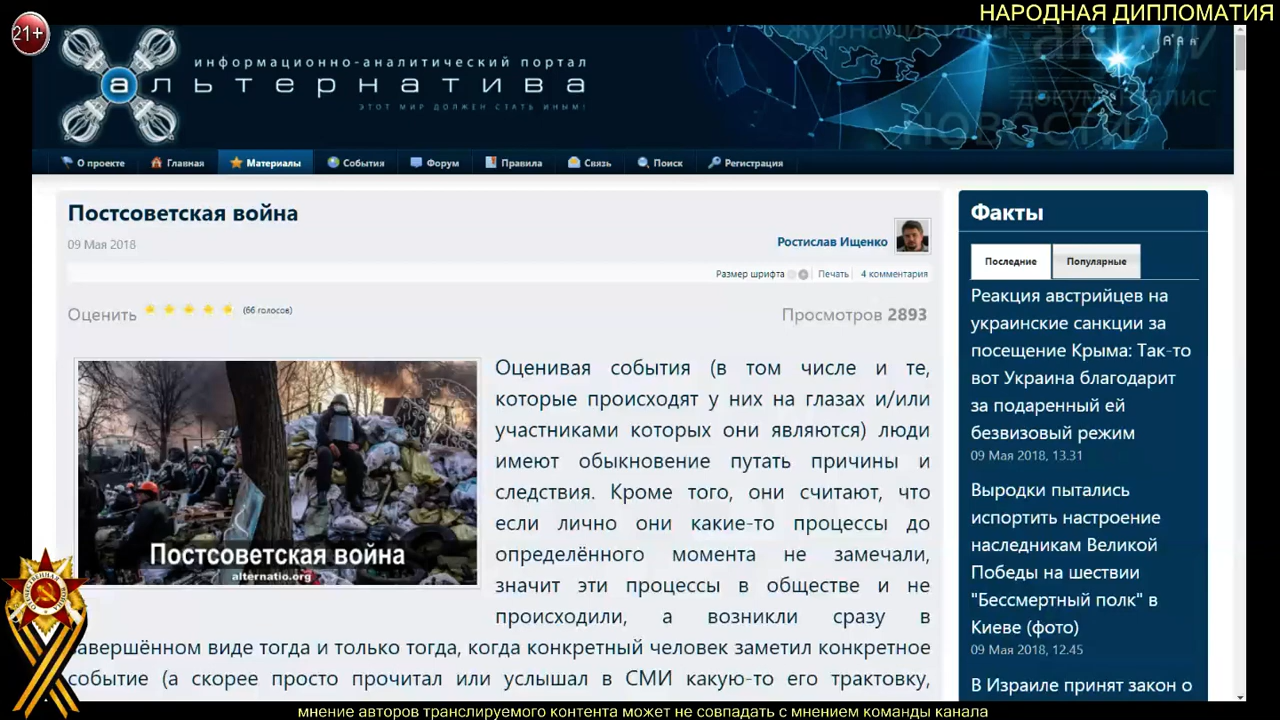 НАРОДНАЯ ДИПЛОМАТИЯ
21+
информационно-аналитический портал
альтернатива
ЭТОТ МИР ДОЛЖЕН СТАТЬ ИНЫМ!
НОВОСТИ
О проекте Главная Материалы События Форум Правила Связь Поиск Регистрация
Постсоветская война
09 Мая 2018
Ростислав Ищенко
Размер шрифта Печать 4 комментария
Оценить (66 голосов)
Просмотров 2893
Постсоветская война
alternatio.org
Оценивая события (в том числе и те,
которые происходят у них на глазах и/или
участниками которых они являются) люди
имеют обыкновение путать причины и
следствия. Кроме того, они считают, что
если лично они какие-то процессы до
определённого момента не замечали,
значит эти процессы в обществе и не
происходили, а возникли сразу в
завершённом виде тогда и только тогда, когда конкретный человек заметил конкретное
событие (а скорее просто прочитал или услышал в СМИ какую-то его трактовку,
Факты
Последние Популярные
Реакция австрийцев на
украинские санкции за
посещение Крыма: Так-то
вот Украина благодарит
за подаренный ей
безвизовый режим
09 Мая 2018, 13.31
Выродки пытались
испортить настроение
наследникам Великой
Победы на шествии
"Бессмертный полк" в
Киеве (фото)
09 Мая 2018, 12.45
В Израиле принят закон о
мнение авторов транслируемого контента может не совпадать с мнением команды канала